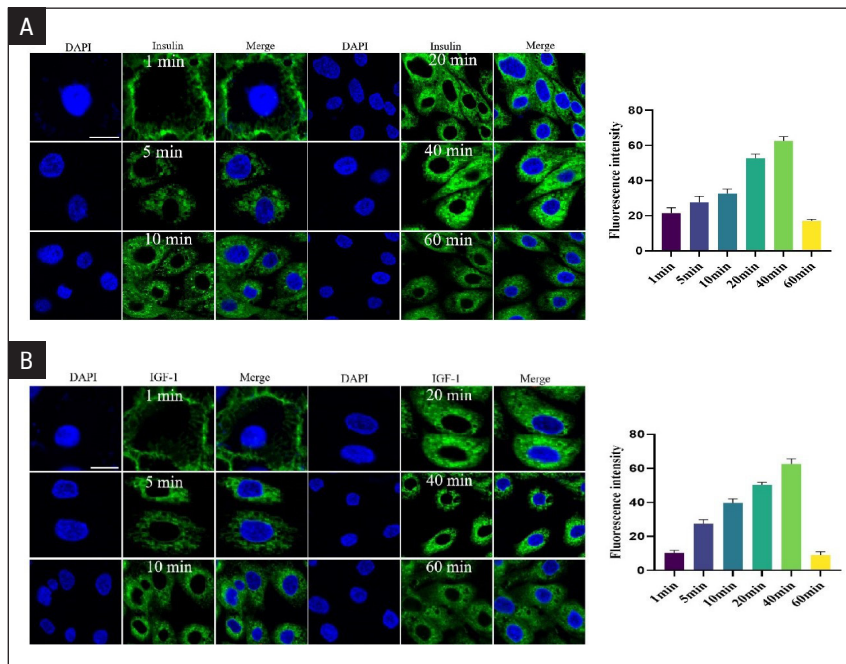 A
DAPI Insulin Merge DAPI Insulin Merge
1 min 20 min
5 min 40 min
10 min 60 min
Fluorescence intensity
80
60
40
20
0
1min 5min 10min 20min 40min 60min
B
DAPI IGF-1 Merge DAPI IGF-1 Merge
1 min 20 min
5 min 40 min
10 min 60 min
Fluorescence intensity
80
60
40
20
0
1min 5min 10min 20min 40min 60min